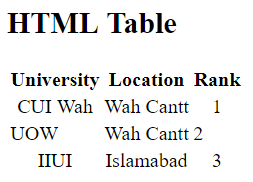 HTML Table
University Location Rank
CUI Wah Wah Cantt 1
UOW Wah Cantt 2
IIUI Islamabad 3